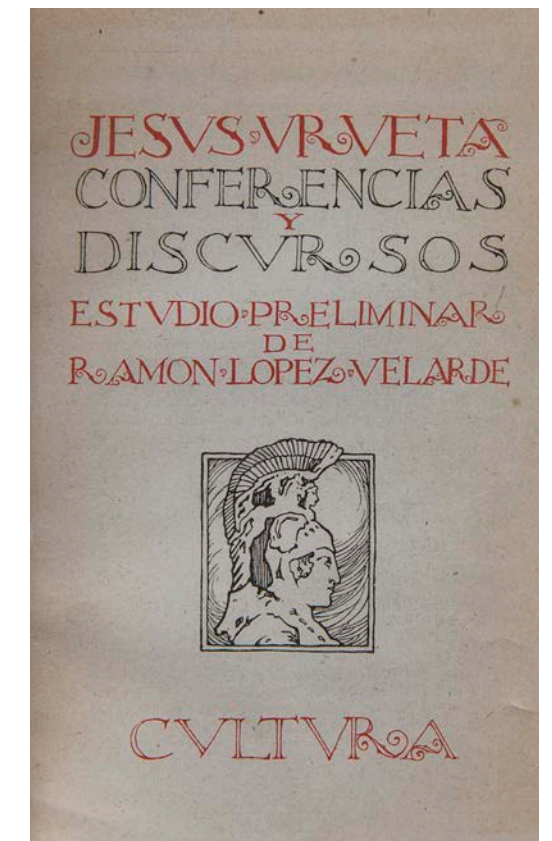 JESVS·VRVETA
CONFERENCIAS
Y
DISCVRSOS
ESTVDIO·PRELIMINAR
DE
RAMON·LOPEZ·VELARDE
CVLTVRA